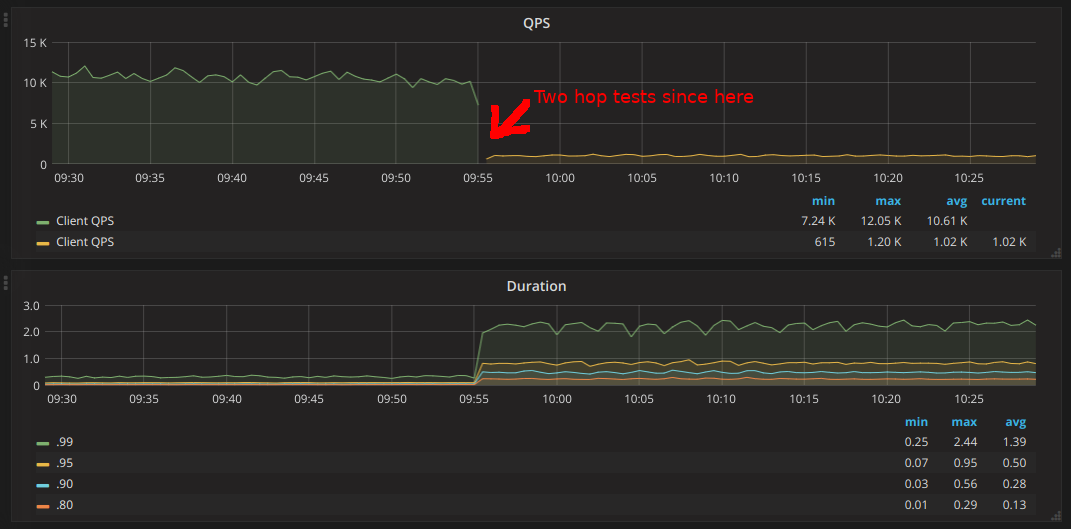 QPS
15 K
10 K
5 K
0
Two hop tests since here
09:30 09:35 09:40 09:45 09:50 09:55 10:00 10:05 10:10 10:15 10:20 10:25
min max avg current
Client QPS 7.24 K 12.05 K 10.61 K
Client QPS 615 1.20 K 1.02 K 1.02 K
Duration
3.0
2.0
1.0
0
09:30 09:35 09:40 09:45 09:50 09:55 10:00 10:05 10:10 10:15 10:20 10:25
min max avg
.99 0.25 2.44 1.39
.95 0.07 0.95 0.50
.90 0.03 0.56 0.28
.80 0.01 0.29 0.13